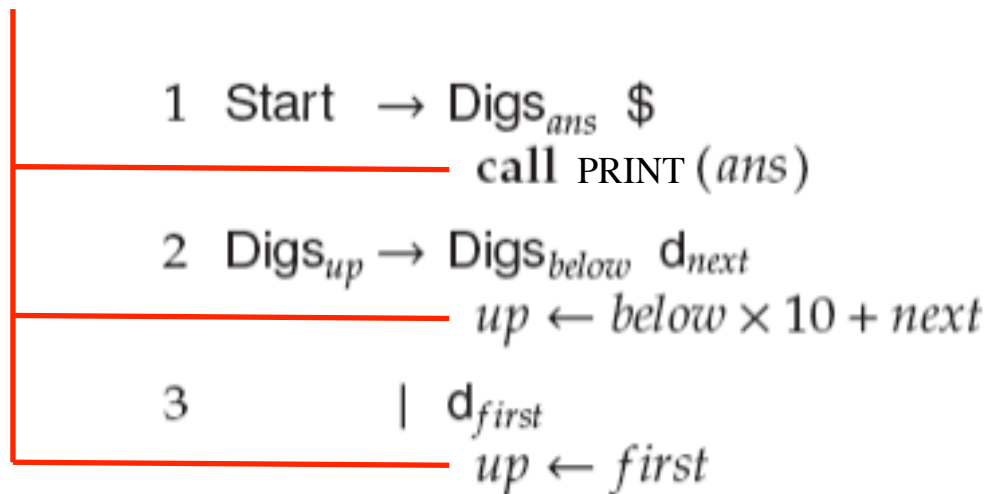 1 Start → Digs_ans $
call PRINT (ans)
2 Digs_up → Digs_below d_next
up ← below × 10 + next
3 | d_first
up ← first